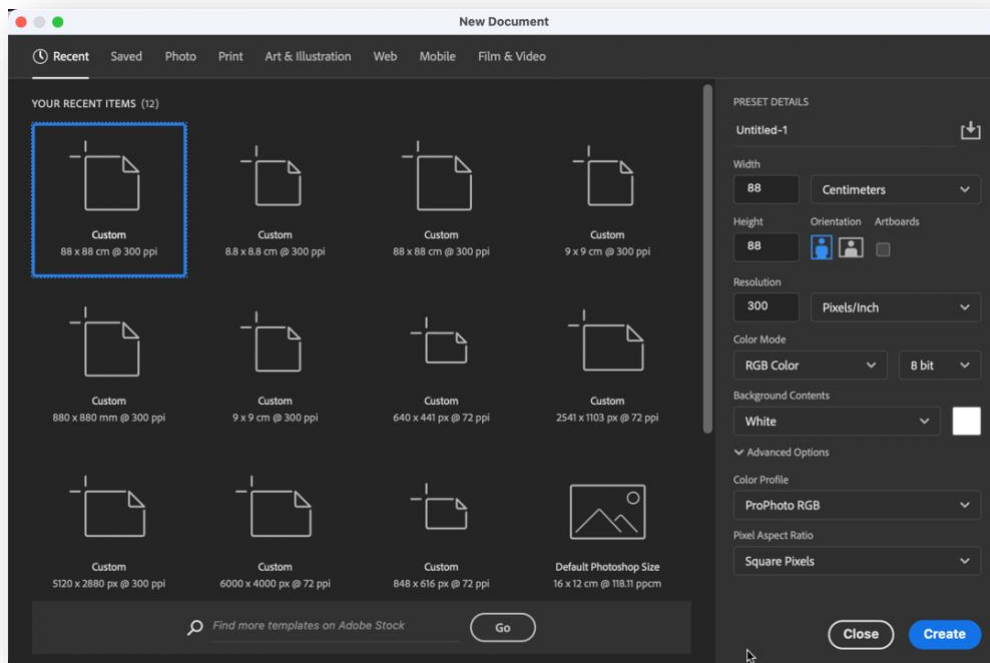 New Document
Recent Saved Photo Print Art & Illustration Web Mobile Film & Video
YOUR RECENT ITEMS (12)
Custom
88 x 88 cm @ 300 ppi
Custom
8.8 x 8.8 cm @ 300 ppi
Custom
88 x 88 cm @ 300 ppi
Custom
9 x 9 cm @ 300 ppi
Custom
880 x 880 mm @ 300 ppi
Custom
9 x 9 cm @ 300 ppi
Custom
640 x 441 px @ 72 ppi
Custom
2541 x 1103 px @ 72 ppi
Custom
5120 x 2880 px @ 300 ppi
Custom
6000 x 4000 px @ 72 ppi
Custom
848 x 616 px @ 72 ppi
Default Photoshop Size
16 x 12 cm @ 118.11 ppcm
Find more templates on Adobe Stock
Go
PRESET DETAILS
Untitled-1
Width
88 Centimeters
Height Orientation Artboards
88
Resolution
300 Pixels/Inch
Color Mode
RGB Color 8 bit
Background Contents
White
Advanced Options
Color Profile
ProPhoto RGB
Pixel Aspect Ratio
Square Pixels
Close Create